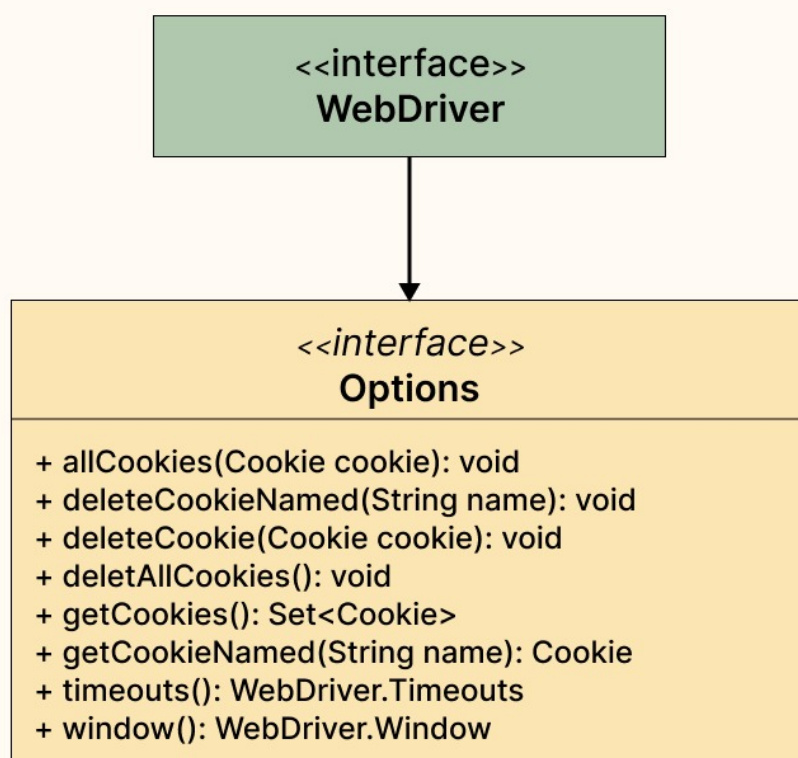 <<interface>>
WebDriver
<<interface>>
Options
+ allCookies(Cookie cookie): void
+ deleteCookieNamed(String name): void
+ deleteCookie(Cookie cookie): void
+ deletAllCookies(): void
+ getCookies(): Set<Cookie>
+ getCookieNamed(String name): Cookie
+ timeouts(): WebDriver.Timeouts
+ window(): WebDriver.Window